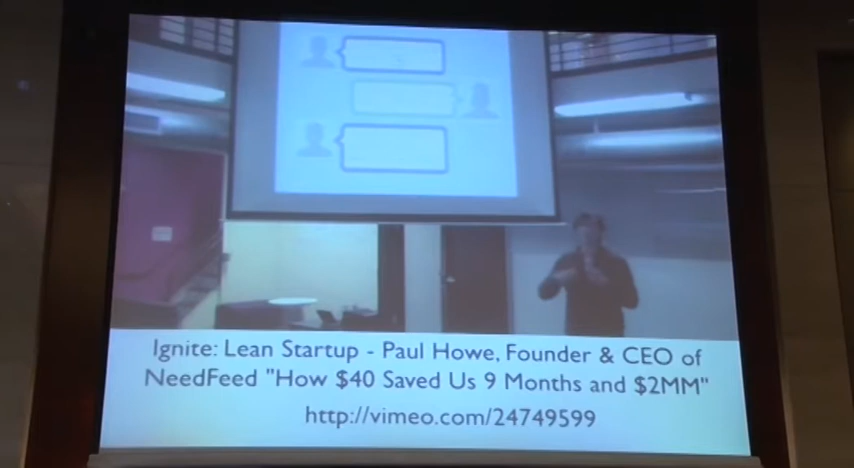 Ignite: Lean Startup - Paul Howe, Founder & CEO of
NeedFeed "How $40 Saved Us 9 Months and $2MM"
http://vimeo.com/24749599